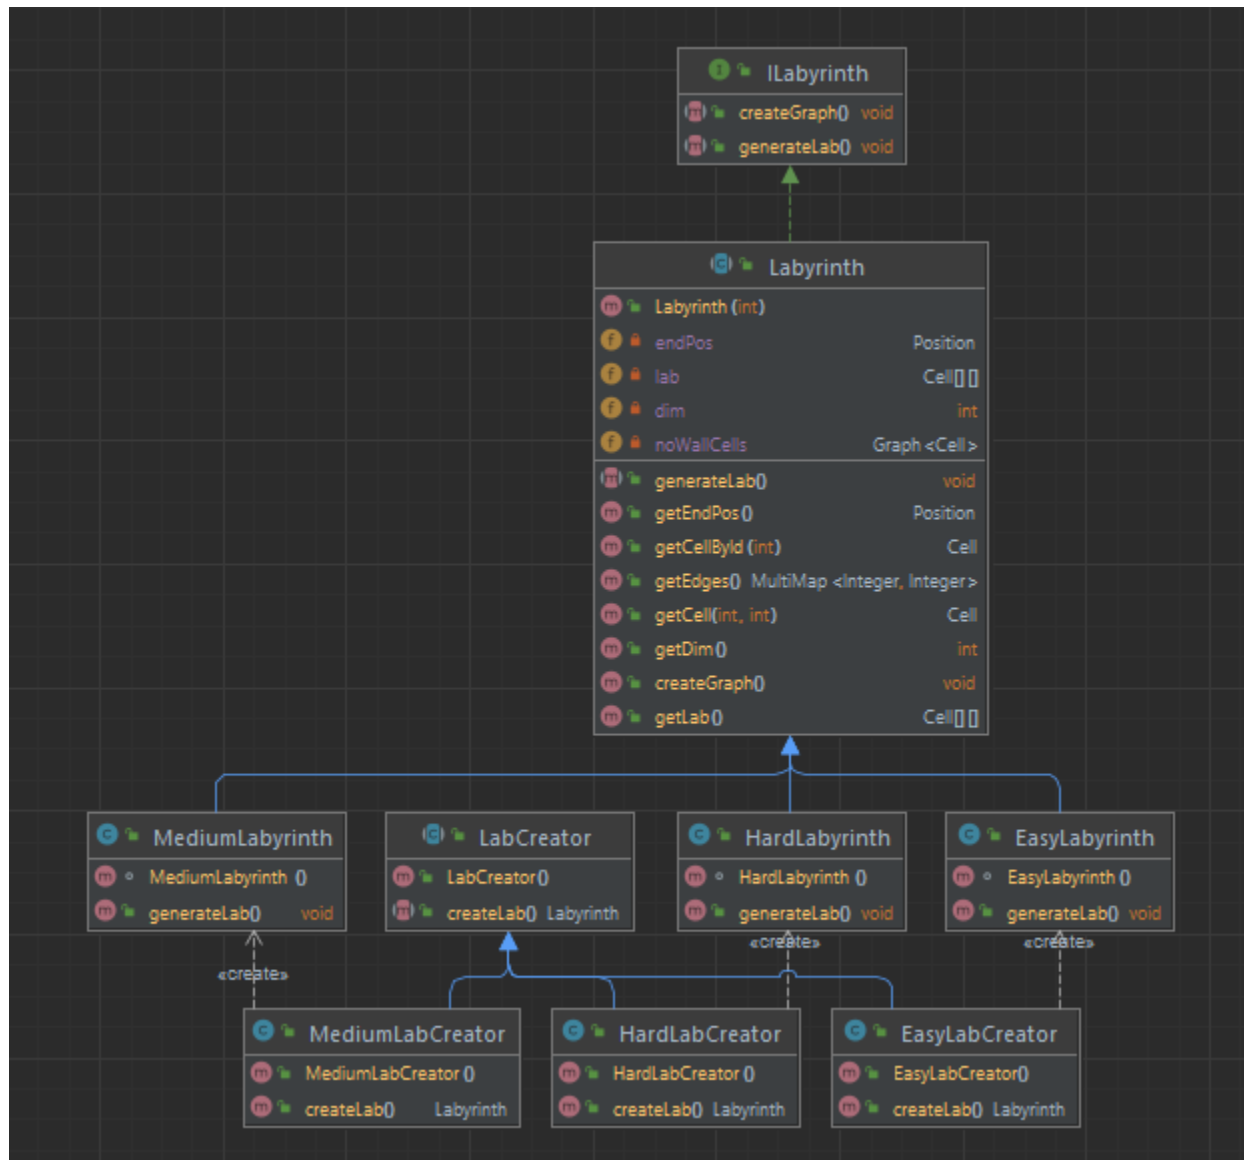 ILabyrinth
createGraph() void
generateLab() void
Labyrinth
Labyrinth (int)
endPos Position
lab Cell[][]
dim int
noWallCells Graph <Cell>
generateLab() void
getEndPos() Position
getCellById (int) Cell
getEdges() MultiMap <Integer, Integer>
getCell(int, int) Cell
getDim() int
createGraph() void
getLab() Cell[][]
MediumLabyrinth
MediumLabyrinth ()
generateLab() void
LabCreator
LabCreator()
createLab() Labyrinth
HardLabyrinth
HardLabyrinth ()
generateLab() void
EasyLabyrinth
EasyLabyrinth ()
generateLab() void
«create»
«create»
«create»
MediumLabCreator
MediumLabCreator ()
createLab() Labyrinth
HardLabCreator
HardLabCreator ()
createLab() Labyrinth
EasyLabCreator
EasyLabCreator()
createLab() Labyrinth